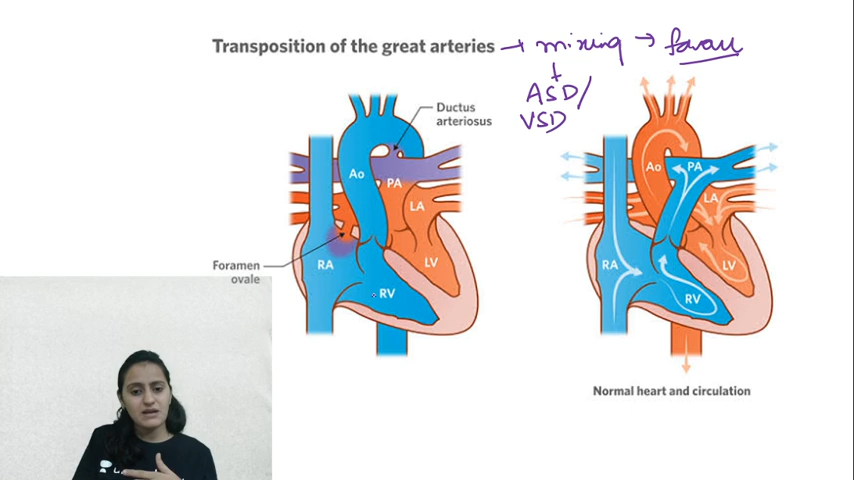 Transposition of the great arteries → mixing → favour
ASD/
VSD
Ductus
arteriosus
Ao
PA
LA
Foramen
ovale
RA
LV
RV
Ao
PA
LA
RA
LV
RV
Normal heart and circulation